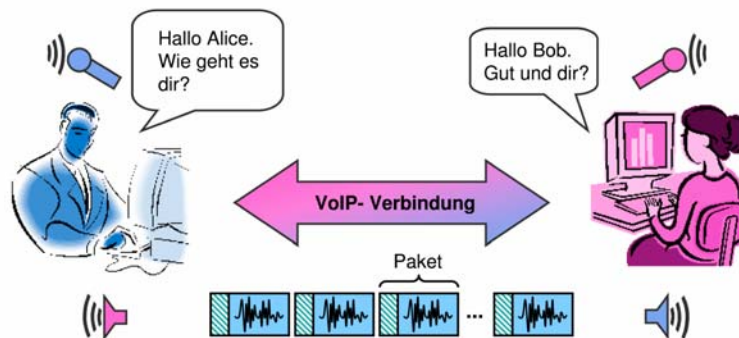 Hallo Alice.
Wie geht es
dir?
Hallo Bob.
Gut und dir?
VoIP- Verbindung
Paket
...